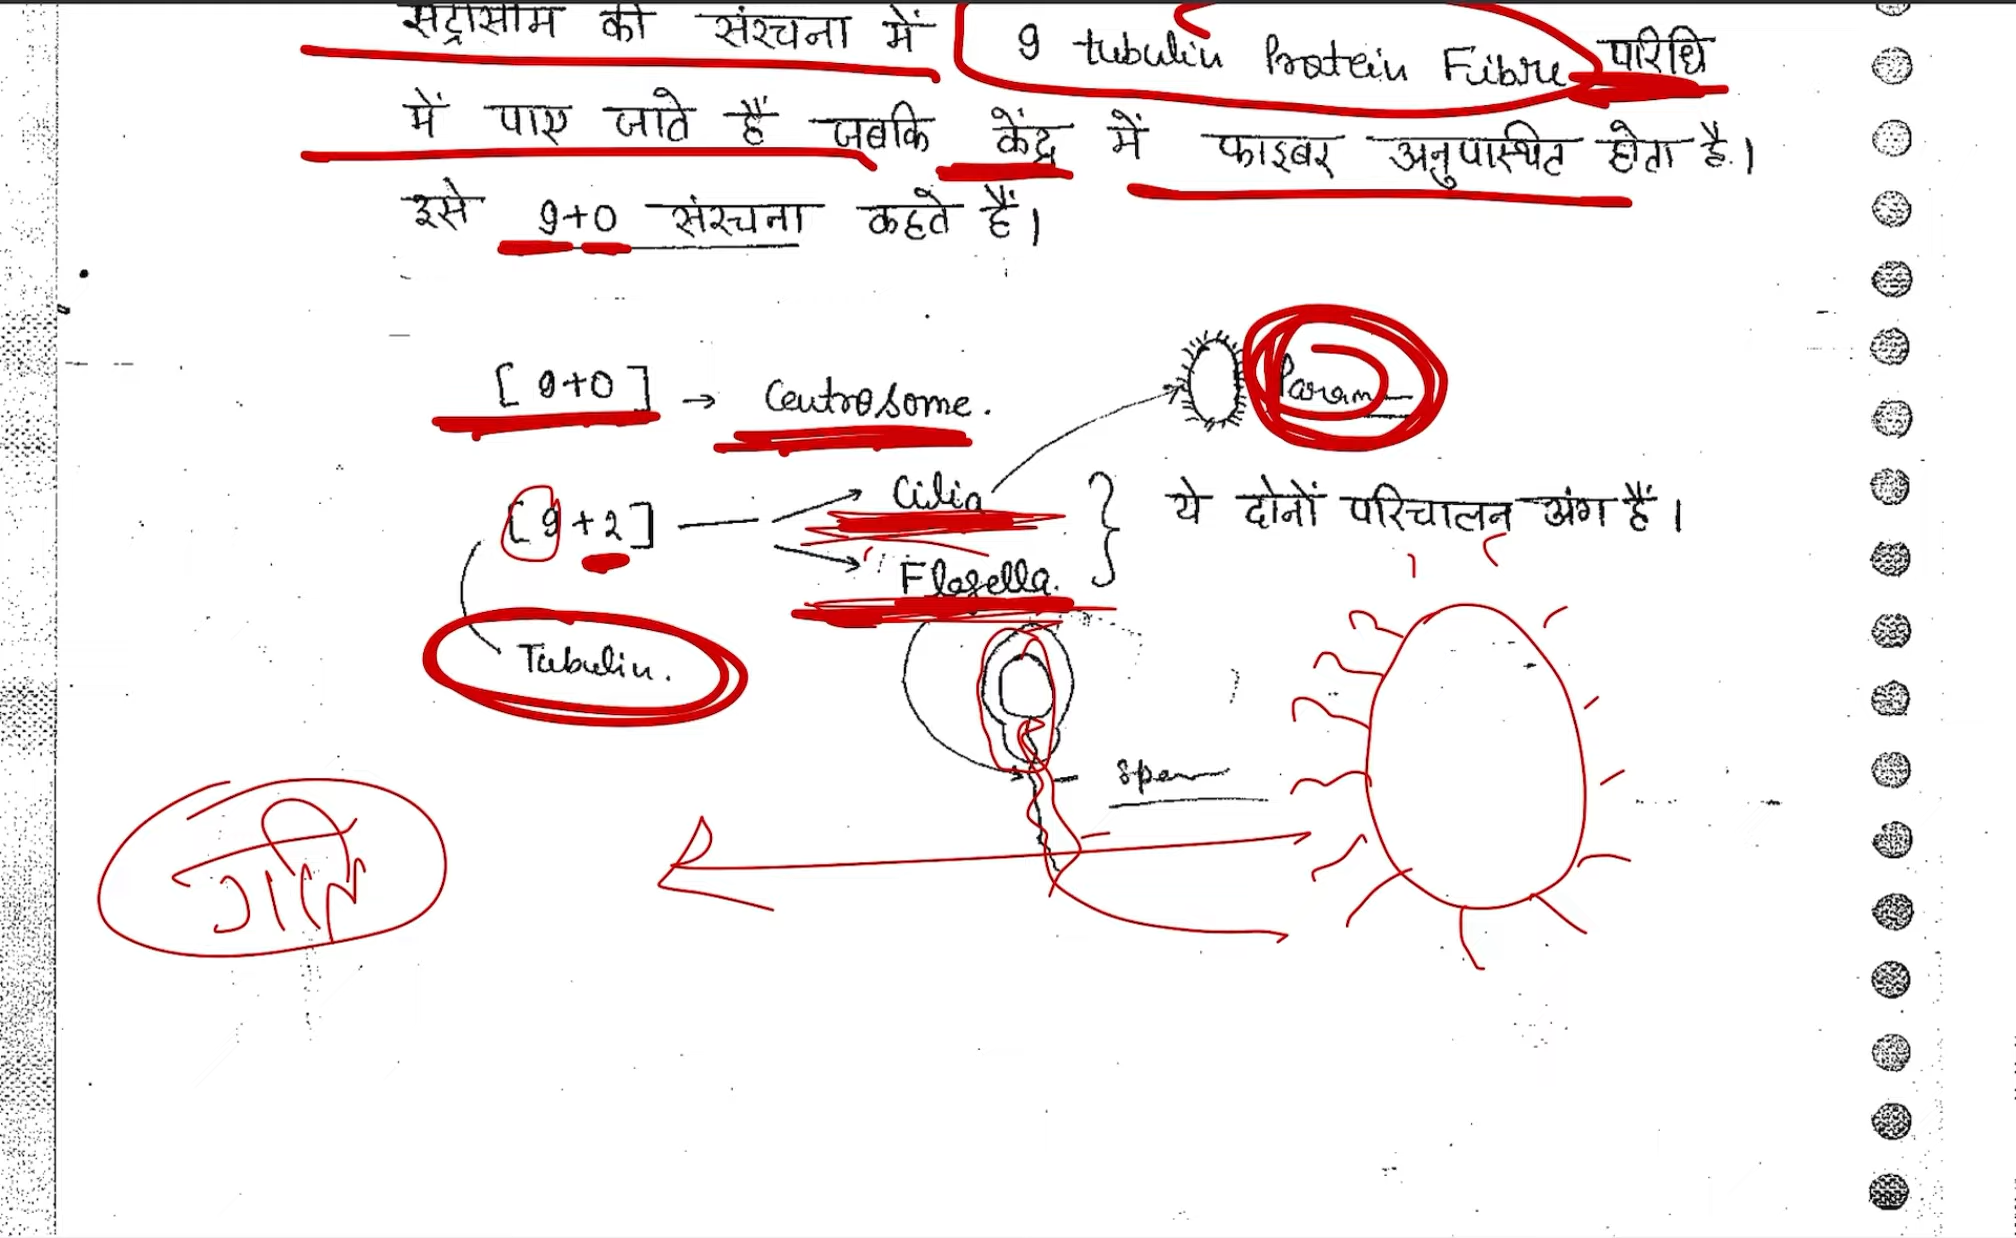 सेंट्रोसोम की संरचना में 9 tubulin Protein Fibre परिधि
में पाए जाते हैं जबकि केंद्र में फाइबर अनुपस्थित होता है।
इसे 9+0 संरचना कहते हैं।
[9+0] → Centrosome.
Param
[9+2] → Cilia
Flagella.
} ये दोनों परिचालन अंग हैं।
Tubulin.
Sperm
गति